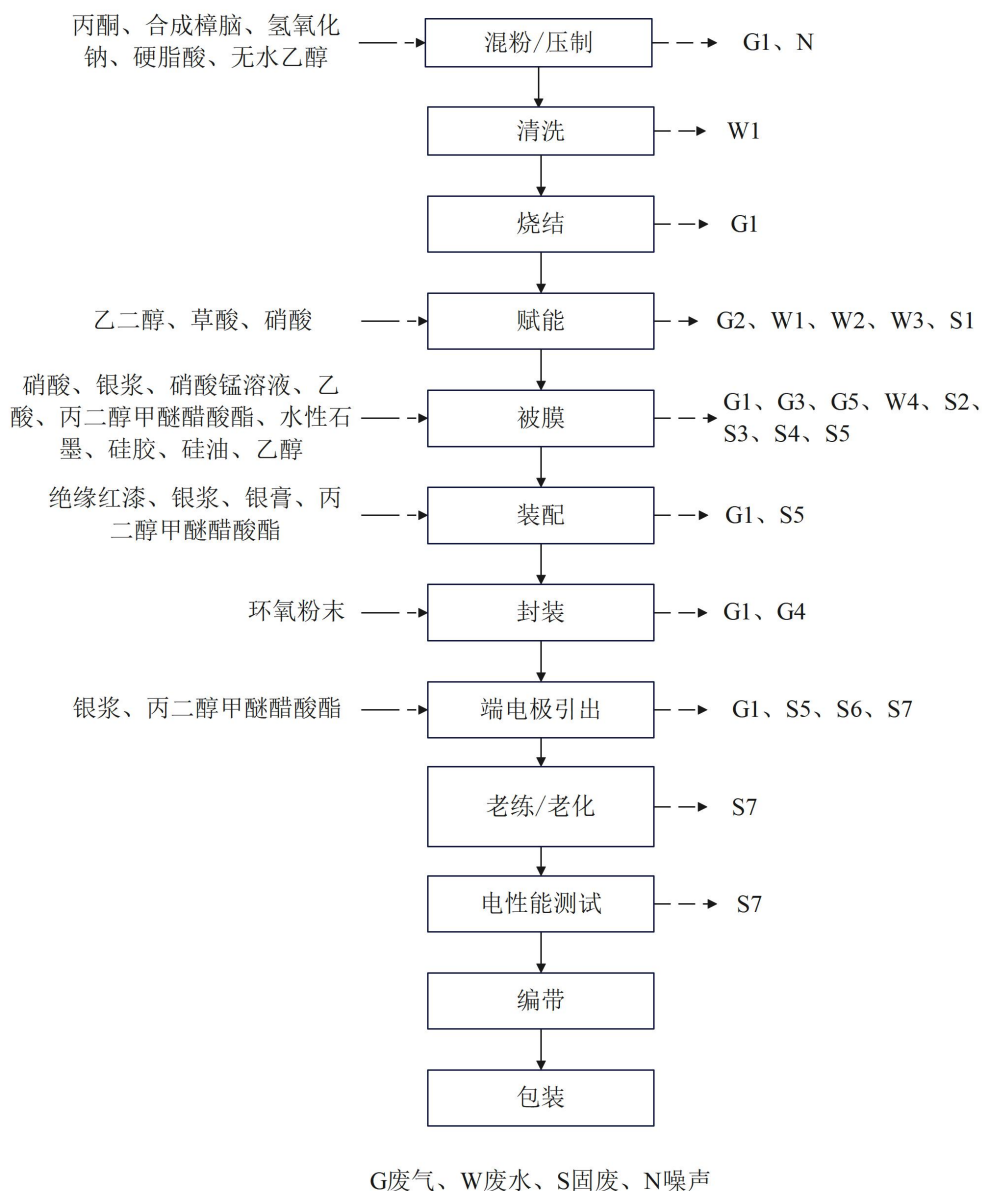 丙酮、合成樟脑、氢氧化
钠、硬脂酸、无水乙醇
混粉/压制
G1、N
清洗
W1
烧结
G1
乙二醇、草酸、硝酸
赋能
G2、W1、W2、W3、S1
硝酸、银浆、硝酸锰溶液、乙
酸、丙二醇甲醚醋酸酯、水性石
墨、硅胶、硅油、乙醇
被膜
G1、G3、G5、W4、S2、
S3、S4、S5
绝缘红漆、银浆、银膏、丙
二醇甲醚醋酸酯
装配
G1、S5
环氧粉末
封装
G1、G4
银浆、丙二醇甲醚醋酸酯
端电极引出
G1、S5、S6、S7
老练/老化
S7
电性能测试
S7
编带
包装
G废气、W废水、S固废、N噪声